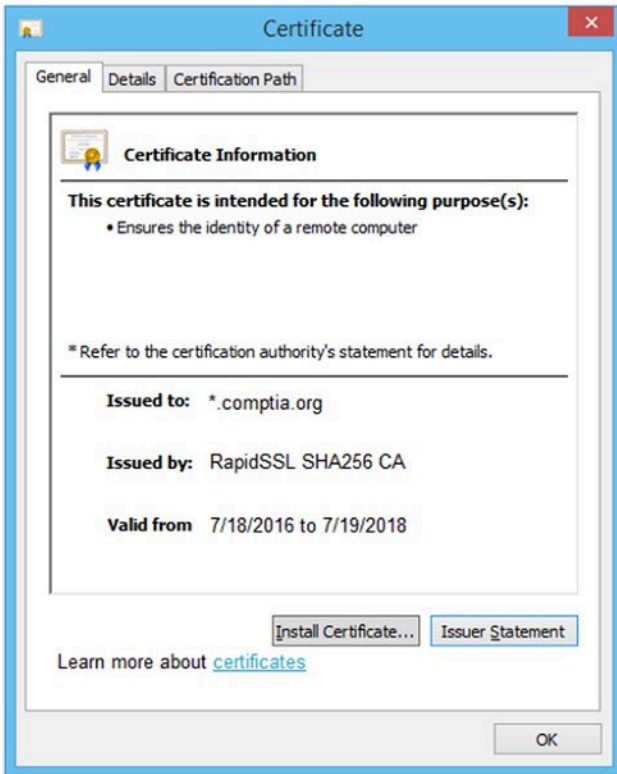 Certificate
General Details Certification Path
Certificate Information
This certificate is intended for the following purpose(s):
• Ensures the identity of a remote computer
* Refer to the certification authority's statement for details.
Issued to: *.comptia.org
Issued by: RapidSSL SHA256 CA
Valid from 7/18/2016 to 7/19/2018
Install Certificate... Issuer Statement
Learn more about certificates
OK